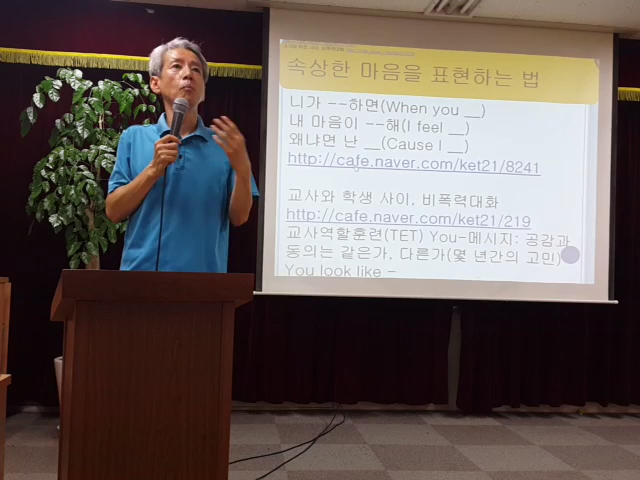 속상한 마음을 표현하는 법
니가 --하면(When you __)
내 마음이 --해(I feel __)
왜냐면 난 __(Cause I __)
http://cafe.naver.com/ket21/8241
교사와 학생 사이, 비폭력대화
http://cafe.naver.com/ket21/219
교사역할훈련(TET) You-메시지: 공감과
동의는 같은가, 다른가(몇 년간의 고민)
You look like -